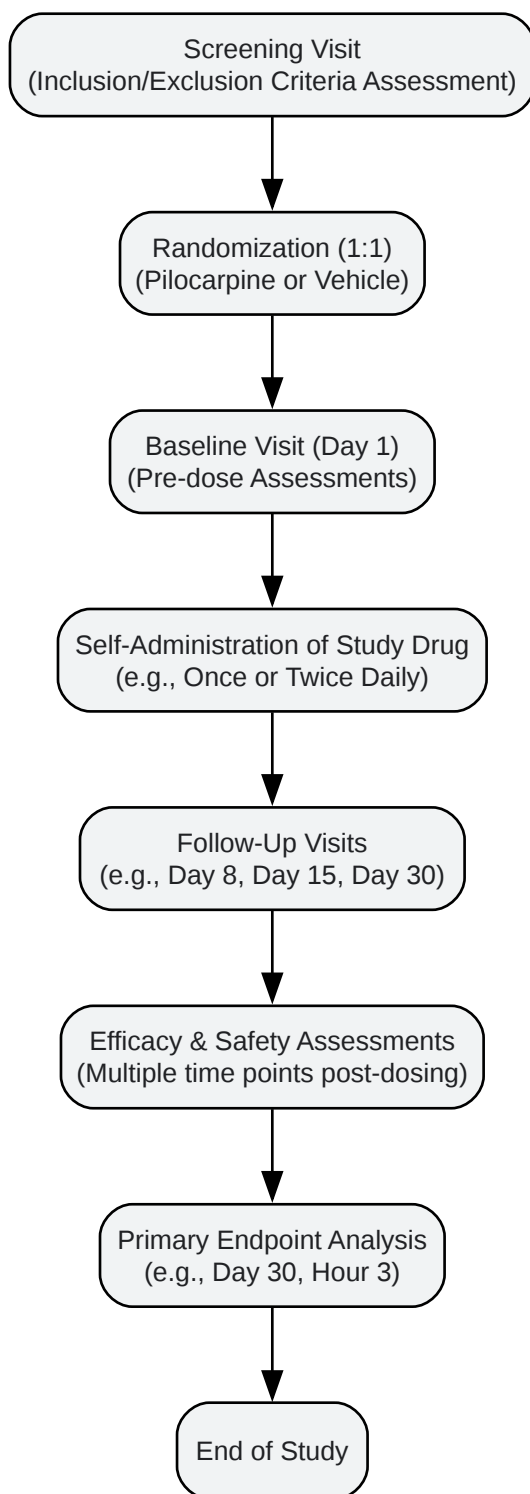 Screening Visit
(Inclusion/Exclusion Criteria Assessment)
Randomization (1:1)
(Pilocarpine or Vehicle)
Baseline Visit (Day 1)
(Pre-dose Assessments)
Self-Administration of Study Drug
(e.g., Once or Twice Daily)
Follow-Up Visits
(e.g., Day 8, Day 15, Day 30)
Efficacy & Safety Assessments
(Multiple time points post-dosing)
Primary Endpoint Analysis
(e.g., Day 30, Hour 3)
End of Study